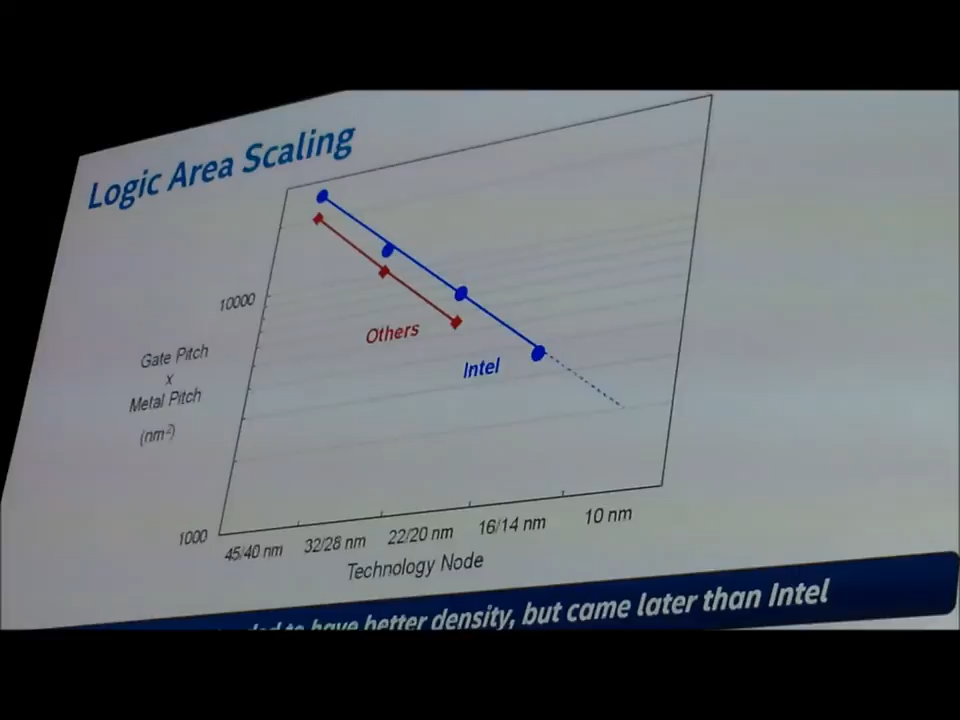 Logic Area Scaling
10000
Gate Pitch
x
Metal Pitch
(nm²)
Others
Intel
1000
45/40 nm
32/28 nm
22/20 nm
16/14 nm
10 nm
Technology Node
to have better density, but came later than Intel